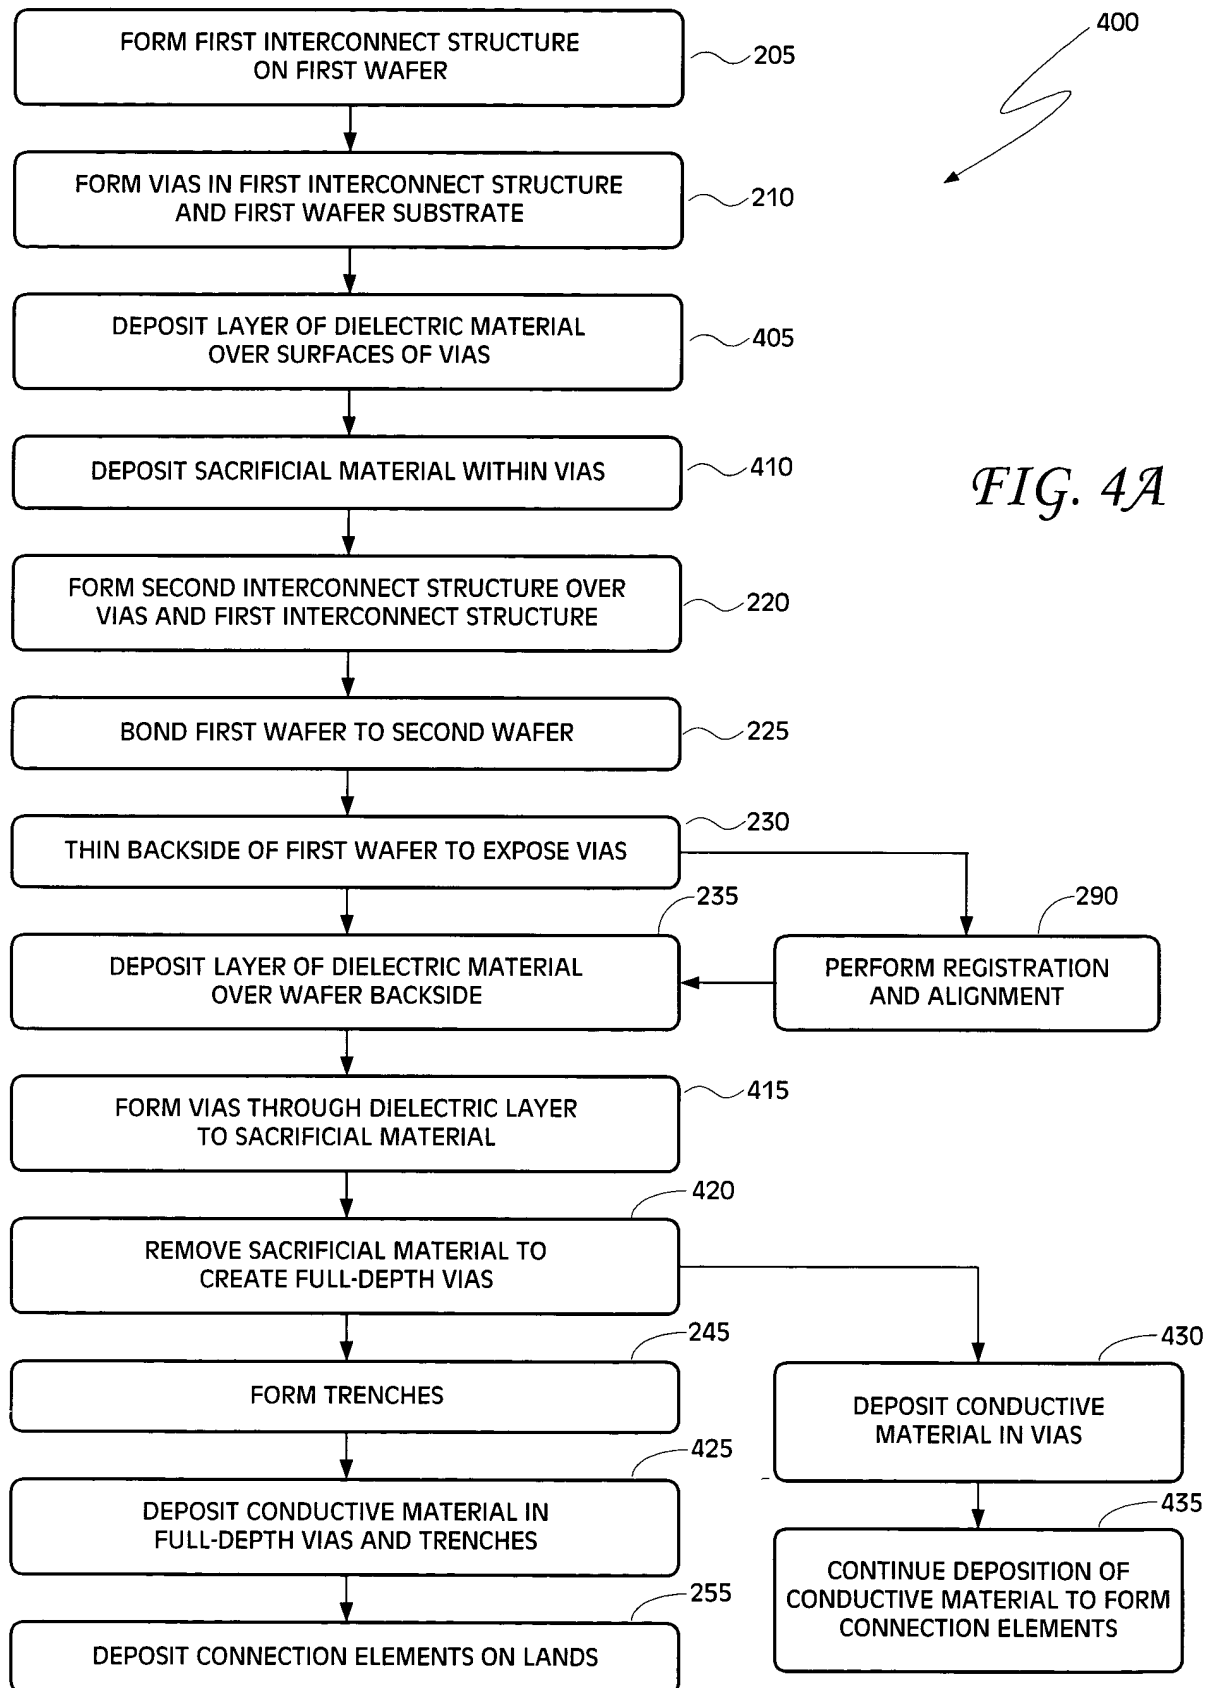 400
FORM FIRST INTERCONNECT STRUCTURE
ON FIRST WAFER
205
FORM VIAS IN FIRST INTERCONNECT STRUCTURE
AND FIRST WAFER SUBSTRATE
210
DEPOSIT LAYER OF DIELECTRIC MATERIAL
OVER SURFACES OF VIAS
405
DEPOSIT SACRIFICIAL MATERIAL WITHIN VIAS
410
FIG. 4A
FORM SECOND INTERCONNECT STRUCTURE OVER
VIAS AND FIRST INTERCONNECT STRUCTURE
220
BOND FIRST WAFER TO SECOND WAFER
225
THIN BACKSIDE OF FIRST WAFER TO EXPOSE VIAS
230
DEPOSIT LAYER OF DIELECTRIC MATERIAL
OVER WAFER BACKSIDE
235
PERFORM REGISTRATION
AND ALIGNMENT
290
FORM VIAS THROUGH DIELECTRIC LAYER
TO SACRIFICIAL MATERIAL
415
REMOVE SACRIFICIAL MATERIAL TO
CREATE FULL-DEPTH VIAS
420
FORM TRENCHES
245
DEPOSIT CONDUCTIVE
MATERIAL IN VIAS
430
DEPOSIT CONDUCTIVE MATERIAL IN
FULL-DEPTH VIAS AND TRENCHES
425
CONTINUE DEPOSITION OF
CONDUCTIVE MATERIAL TO FORM
CONNECTION ELEMENTS
435
DEPOSIT CONNECTION ELEMENTS ON LANDS
255